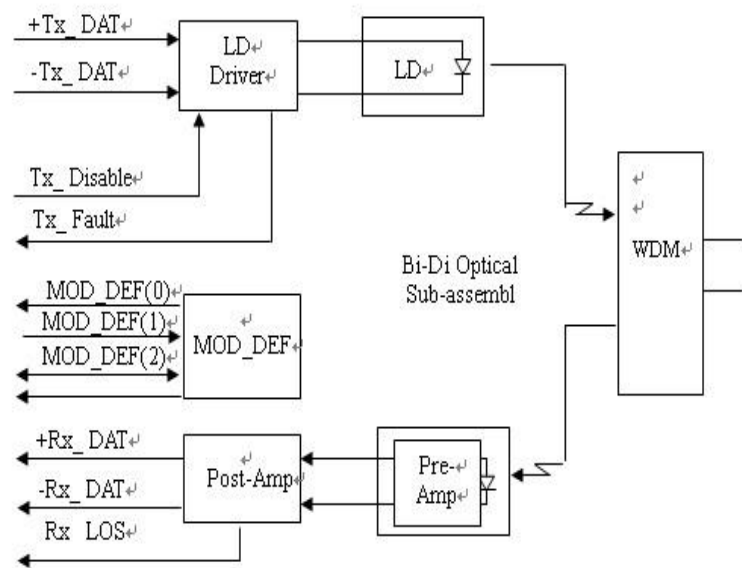 +Tx_DAT
-Tx_DAT
LD
Driver
LD
Tx_Disable
Tx_Fault
WDM
Bi-Di Optical
Sub-assembl
MOD_DEF(0)
MOD_DEF(1)
MOD_DEF(2)
MOD_DEF
+Rx_DAT
-Rx_DAT
Rx LOS
Post-Amp
Pre-
Amp